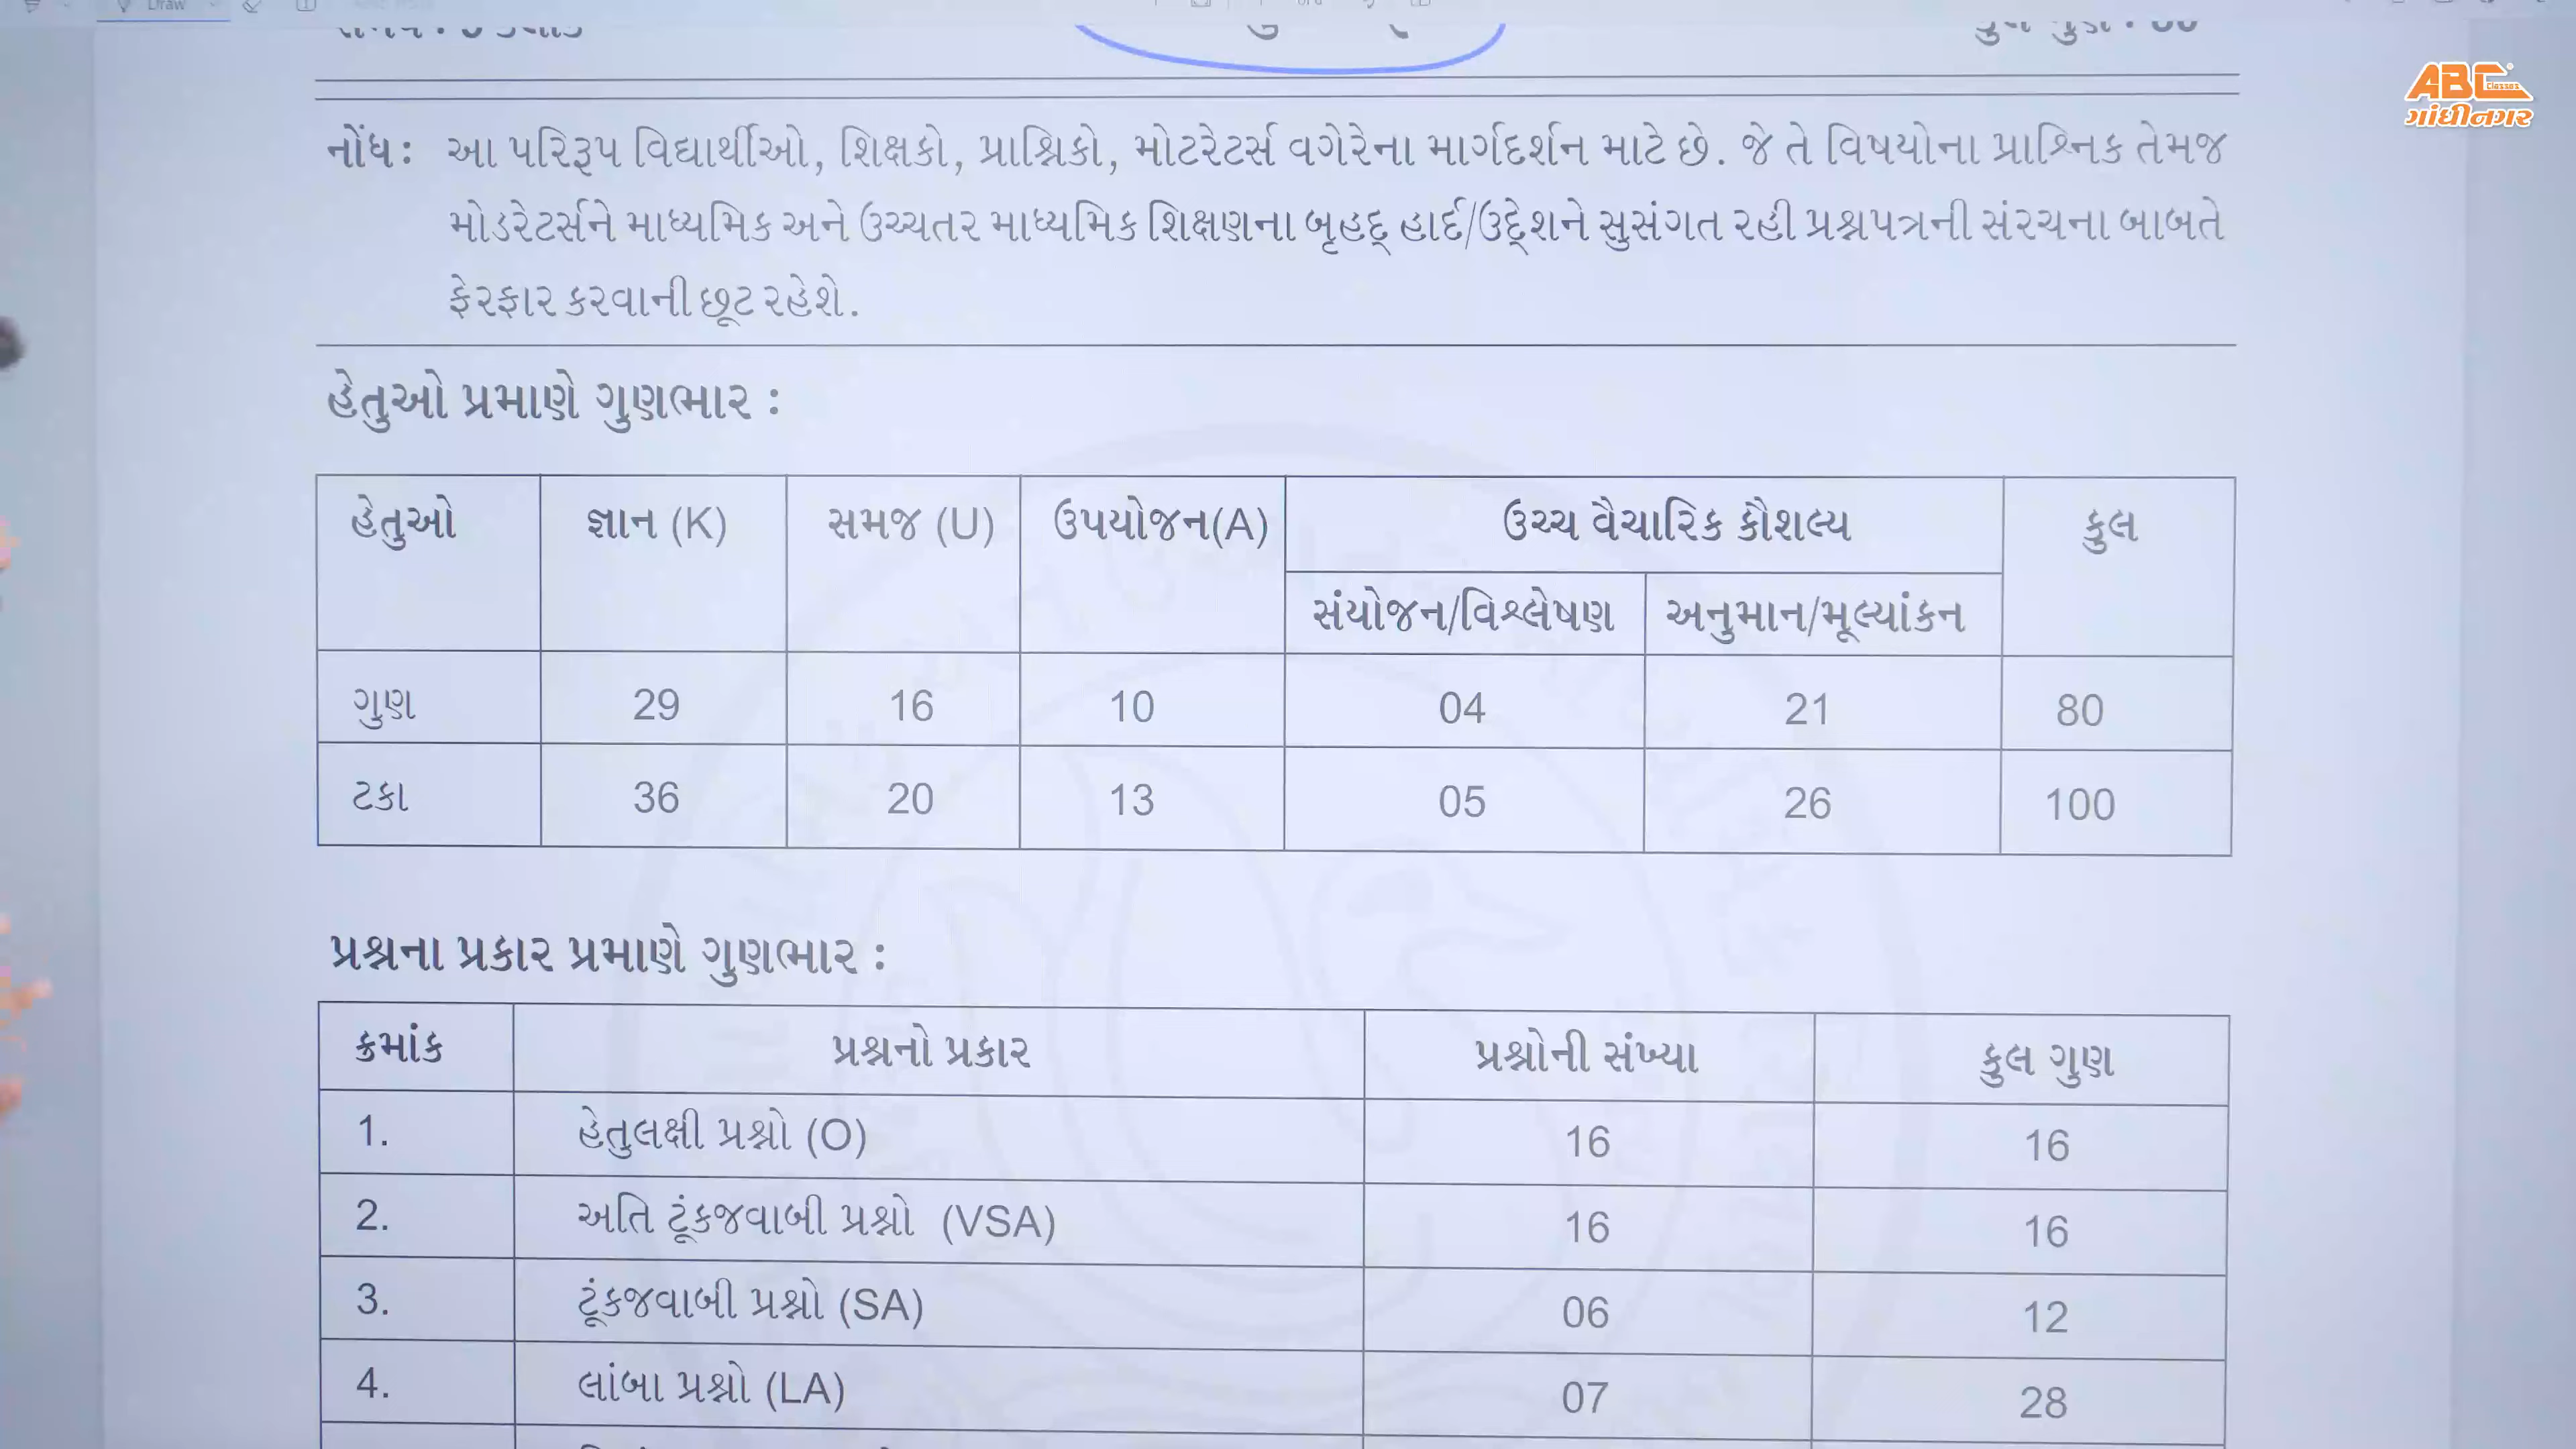 Draw
ABC Classes
ગાંધીનગર
નોંધઃ આ પરિરૂપ વિદ્યાર્થીઓ, શિક્ષકો, પ્રાશ્નિકો, મોટરેટર્સ વગેરેના માર્ગદર્શન માટે છે. જે તે વિષયોના પ્રાશ્નિક તેમજ
મોડરેટર્સને માધ્યમિક અને ઉચ્ચતર માધ્યમિક શિક્ષણના બૃહદ્ હાર્દ/ઉદ્દેશને સુસંગત રહી પ્રશ્નપત્રની સંરચના બાબતે
ફેરફાર કરવાની છૂટ રહેશે.
હેતુઓ પ્રમાણે ગુણભાર :
હેતુઓ જ્ઞાન (K) સમજ (U) ઉપયોજન(A) ઉચ્ચ વૈચારિક કૌશલ્ય કુલ
સંયોજન/વિશ્લેષણ અનુમાન/મૂલ્યાંકન
ગુણ 29 16 10 04 21 80
ટકા 36 20 13 05 26 100
પ્રશ્નના પ્રકાર પ્રમાણે ગુણભાર :
ક્રમાંક પ્રશ્નનો પ્રકાર પ્રશ્નોની સંખ્યા કુલ ગુણ
1. હેતુલક્ષી પ્રશ્નો (O) 16 16
2. અતિ ટૂંકજવાબી પ્રશ્નો (VSA) 16 16
3. ટૂંકજવાબી પ્રશ્નો (SA) 06 12
4. લાંબા પ્રશ્નો (LA) 07 28